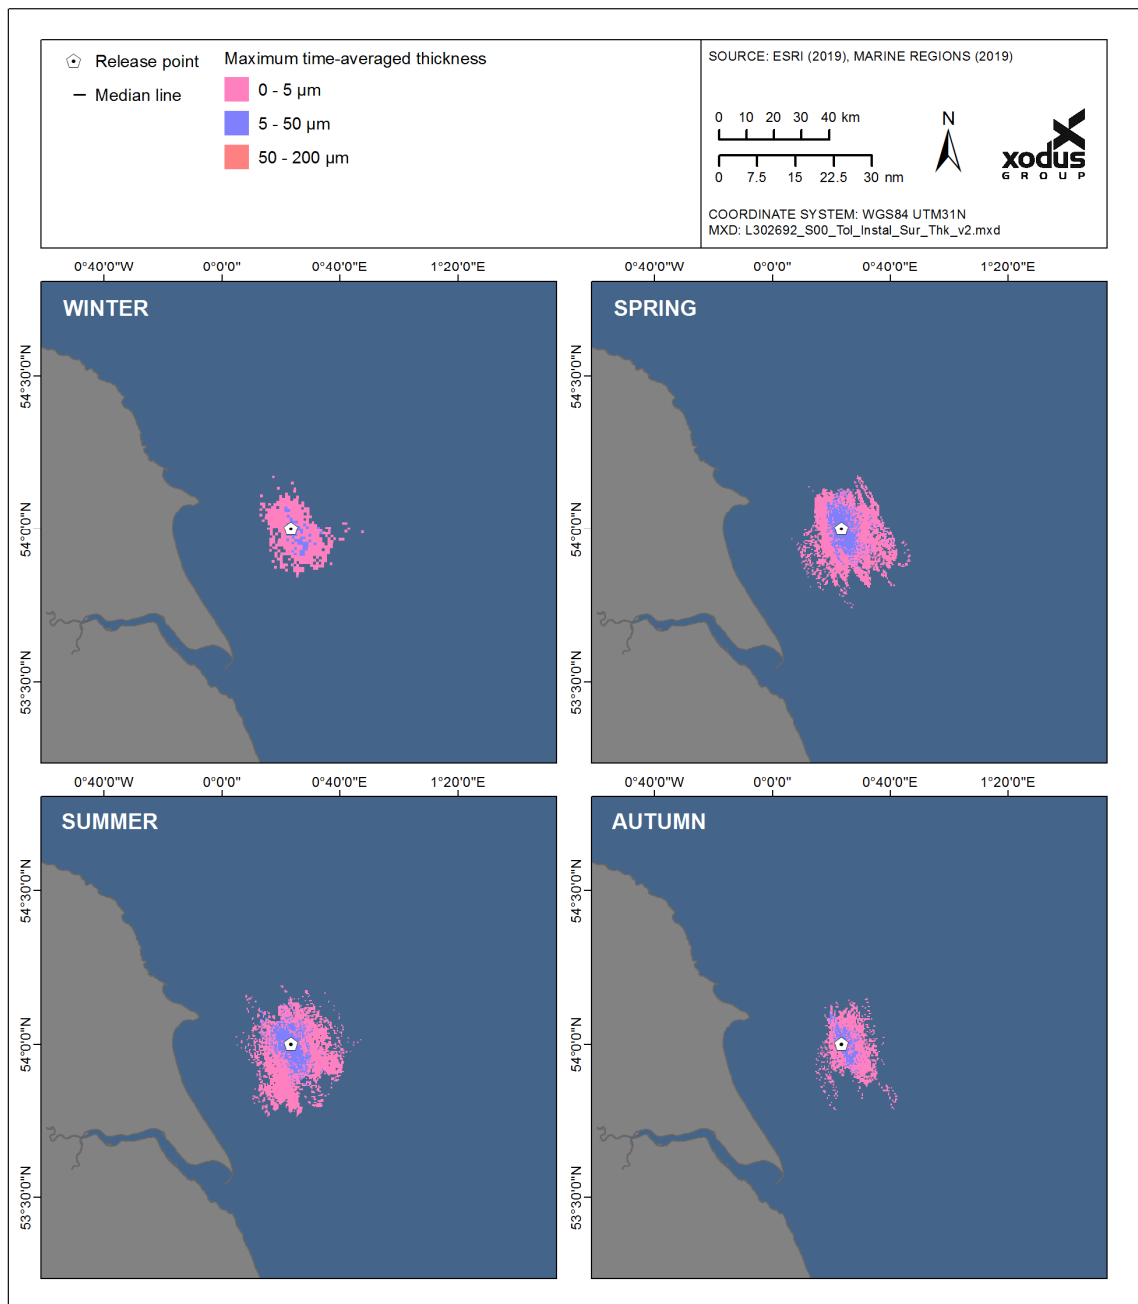 Release point
Median line
Maximum time-averaged thickness
0 - 5 µm
5 - 50 µm
50 - 200 µm
SOURCE: ESRI (2019), MARINE REGIONS (2019)
0 10 20 30 40 km
0 7.5 15 22.5 30 nm
N
xodus
GROUP
COORDINATE SYSTEM: WGS84 UTM31N
MXD: L302692_S00_Tol_Instal_Sur_Thk_v2.mxd
0°40'0"W 0°0'0" 0°40'0"E 1°20'0"E
WINTER
54°30'0"N
54°0'0"N
53°30'0"N
0°40'0"W 0°0'0" 0°40'0"E 1°20'0"E
SPRING
54°30'0"N
54°0'0"N
53°30'0"N
0°40'0"W 0°0'0" 0°40'0"E 1°20'0"E
SUMMER
54°30'0"N
54°0'0"N
53°30'0"N
0°40'0"W 0°0'0" 0°40'0"E 1°20'0"E
AUTUMN
54°30'0"N
54°0'0"N
53°30'0"N